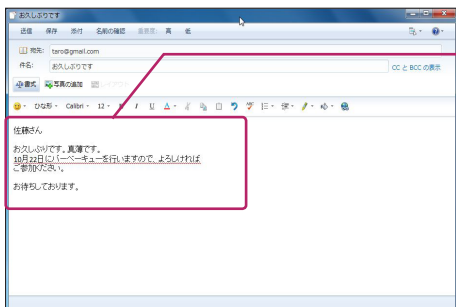 お久しぶりです
送信 保存 添付 名前の確認 重要度: 高 低
宛先: taro@gmail.com
件名: お久しぶりです
CC と BCC の表示
書式 写真の追加
ひな形 Calibri 12 I U A
佐藤さん
お久しぶりです。真薄です。
10月22日にバーベキューを行いますので、よろしければ
ご参加ください。
お待ちしております。